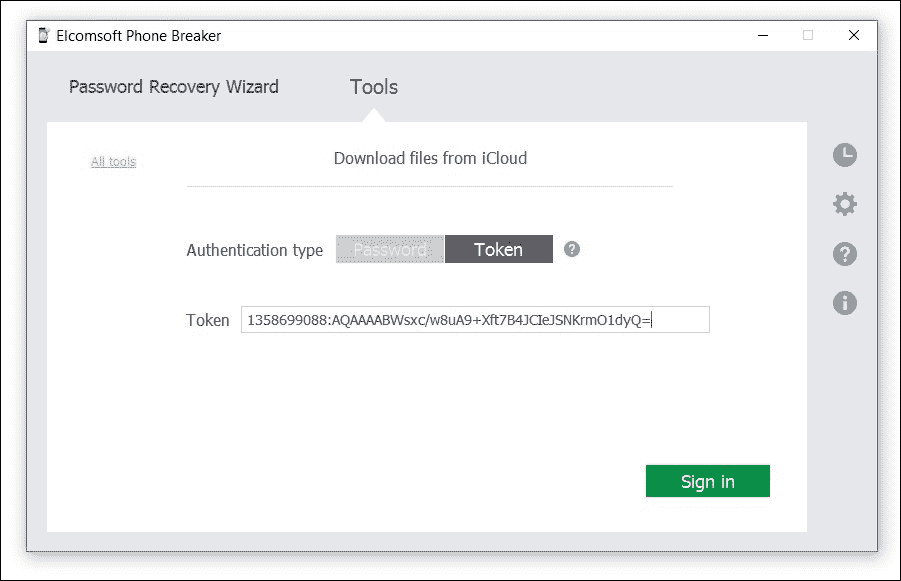 Elcomsoft Phone Breaker
Password Recovery Wizard Tools
All tools
Download files from iCloud
Authentication type Password Token ?
Token 1358699088:AQAAAABWsxc/w8uA9+Xft7B4JCIeJSNKrmO1dyQ=
Sign in